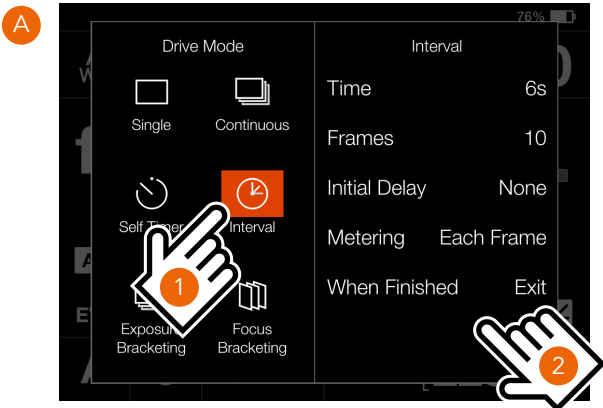 A
76%
Drive Mode
Interval
Single
Continuous
Self Timer
Interval
Exposure
Bracketing
Focus
Bracketing
Time 6s
Frames 10
Initial Delay None
Metering Each Frame
When Finished Exit
1
2